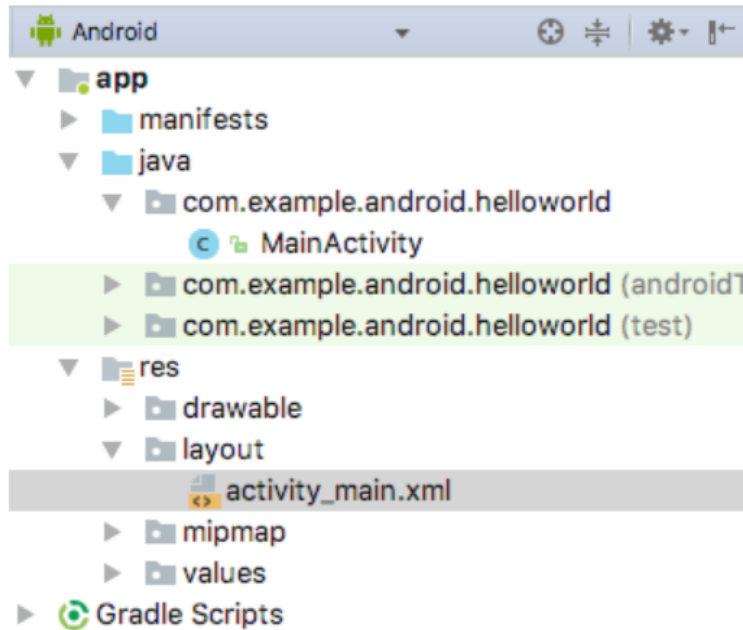 Android
app
manifests
java
com.example.android.helloworld
MainActivity
com.example.android.helloworld
com.example.android.helloworld (test)
res
drawable
layout
activity_main.xml
mipmap
values
Gradle Scripts